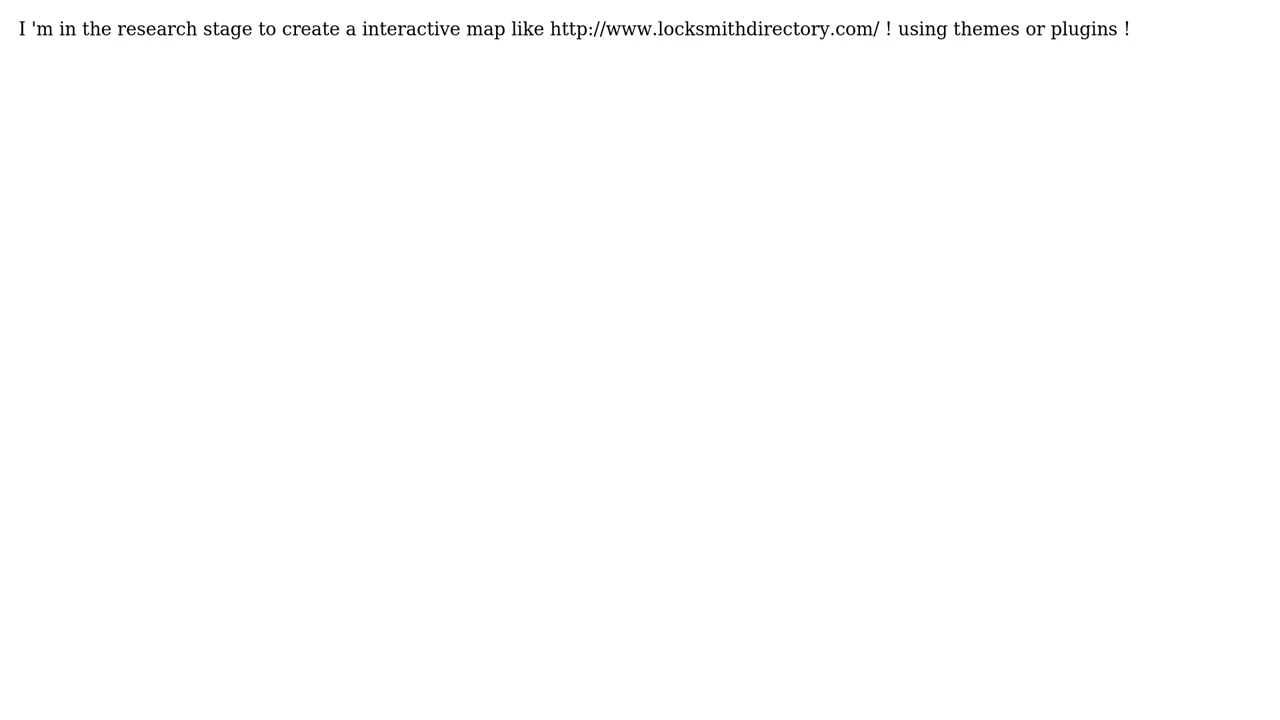 I 'm in the research stage to create a interactive map like http://www.locksmithdirectory.com/ ! using themes or plugins !